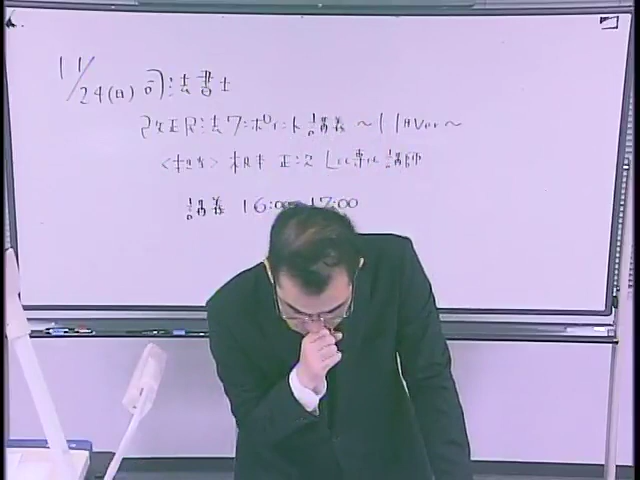 11/24(日) 司法書士
改正民法ワンポイント講義 ～11月Ver～
＜担当＞ 根本 正次 LEC専任講師
講義 16:00 17:00